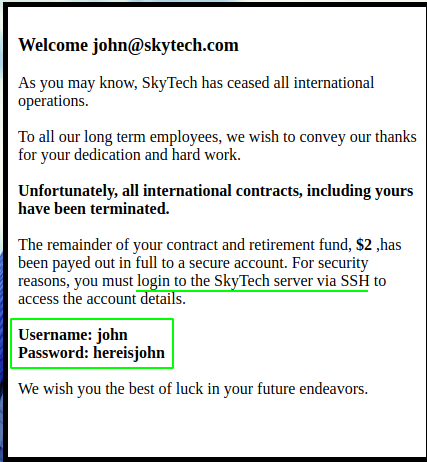 Welcome john@skytech.com
As you may know, SkyTech has ceased all international
operations.
To all our long term employees, we wish to convey our thanks
for your dedication and hard work.
Unfortunately, all international contracts, including yours
have been terminated.
The remainder of your contract and retirement fund, $2 ,has
been payed out in full to a secure account. For security
reasons, you must login to the SkyTech server via SSH to
access the account details.
Username: john
Password: hereisjohn
We wish you the best of luck in your future endeavors.